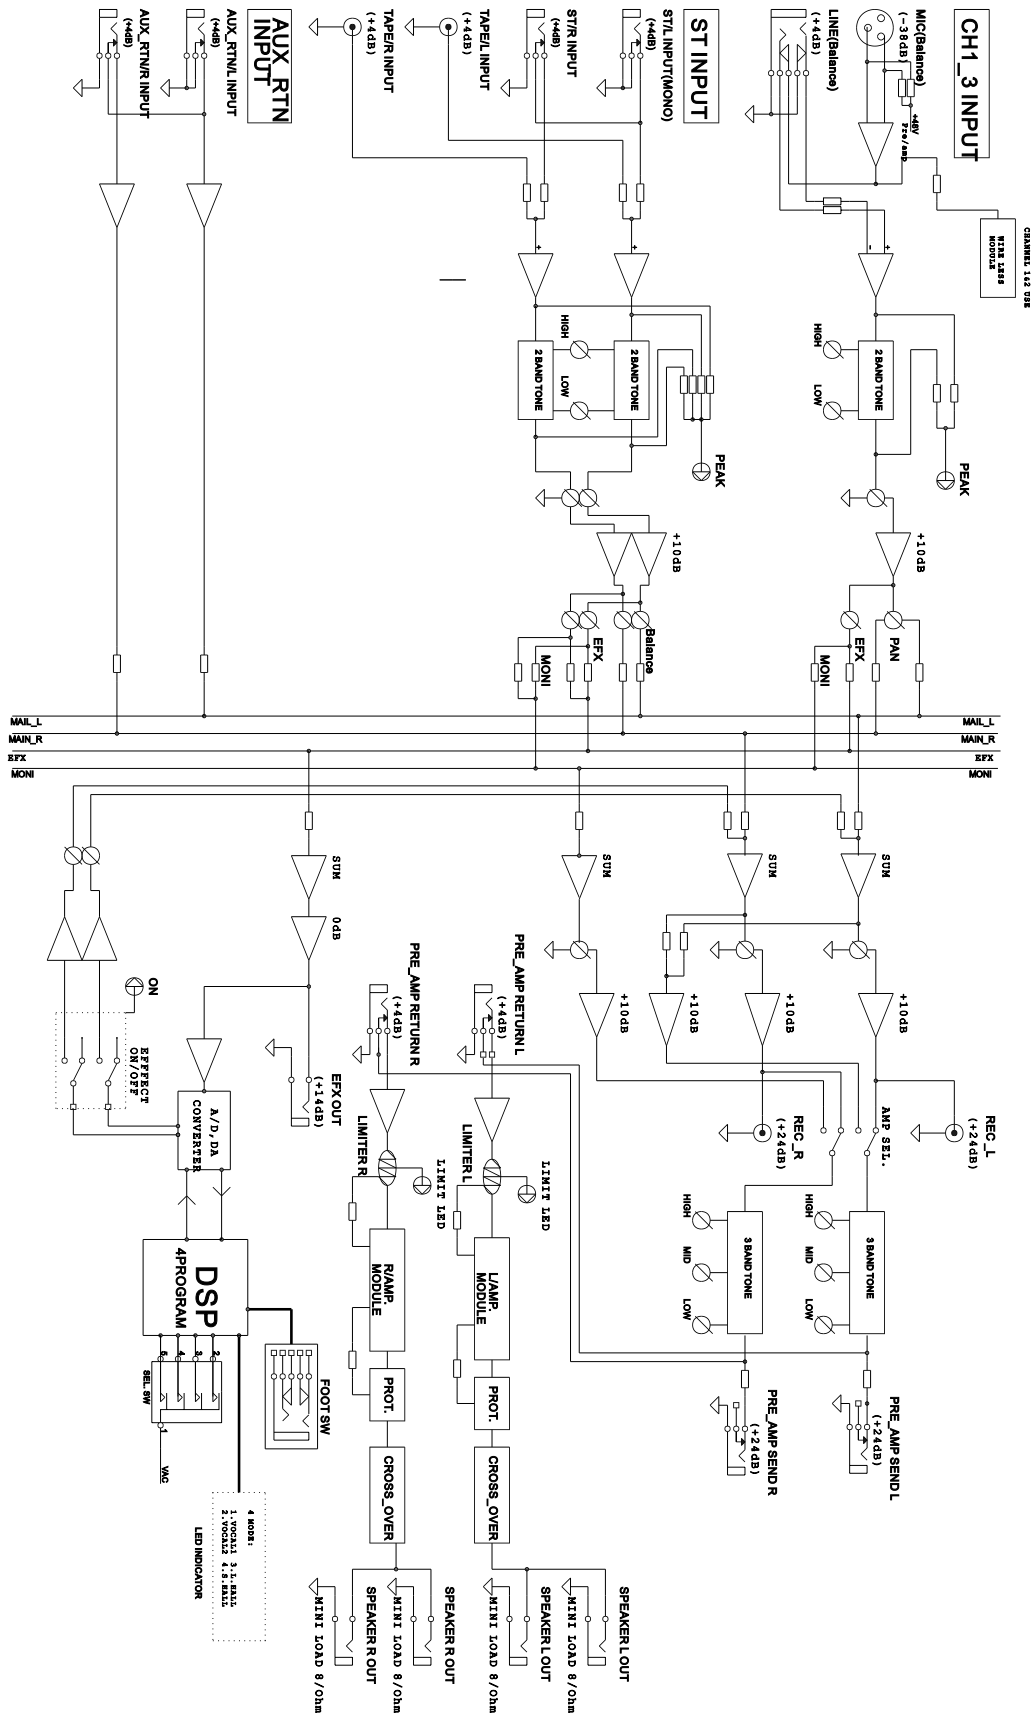 CH1_3 INPUT
MIC(Balance)
(-38dB)
+48V
Pre/amp
LINE(Balance)
(+4dB)
CHANNEL 1&2 USE
WIRE LESS
MODULE
+
-
HIGH
LOW
2 BAND TONE
PEAK
+10dB
PAN
EFX
MONI
ST INPUT
ST/L INPUT(MONO)
(+4dB)
ST/R INPUT
(+4dB)
TAPE/L INPUT
(+4dB)
TAPE/R INPUT
(+4dB)
+
+
HIGH
LOW
2 BAND TONE
2 BAND TONE
PEAK
+10dB
Balance
EFX
MONI
AUX_RTN
INPUT
AUX_RTN/L INPUT
(+4dB)
AUX_RTN/R INPUT
(+4dB)
MAIL_L
MAIN_R
EFX
MONI
MAIL_L
MAIN_R
EFX
MONI
SUM
SUM
SUM
SUM
0dB
+10dB
+10dB
+10dB
+10dB
REC_L
(+24dB)
AMP SEL.
REC_R
(+24dB)
HIGH
MID
LOW
3 BAND TONE
HIGH
MID
LOW
3 BAND TONE
PRE_AMP SEND L
(+24dB)
PRE_AMP SEND R
(+24dB)
PRE_AMP RETURN L
(+4dB)
PRE_AMP RETURN R
(+4dB)
LIMITER L
LIMIT LED
LIMITER R
LIMIT LED
L/AMP.
MODULE
PROT.
CROSS_OVER
R/AMP.
MODULE
PROT.
CROSS_OVER
SPEAKER L OUT
MINI LOAD 8/Ohm
SPEAKER L OUT
MINI LOAD 8/Ohm
SPEAKER R OUT
MINI LOAD 8/Ohm
SPEAKER R OUT
MINI LOAD 8/Ohm
EFX OUT
(+14dB)
ON
EFFFECT
ON/OFF
A/D,DA
CONVERTER
DSP
4PROGRAM
FOOT SW
5
4
3
2
1
SEL SW
VAC
4 MODE:
1.VOCAL1 3.L.HALL
2.VOCAL2 4.S.HALL
LED INDICATOR